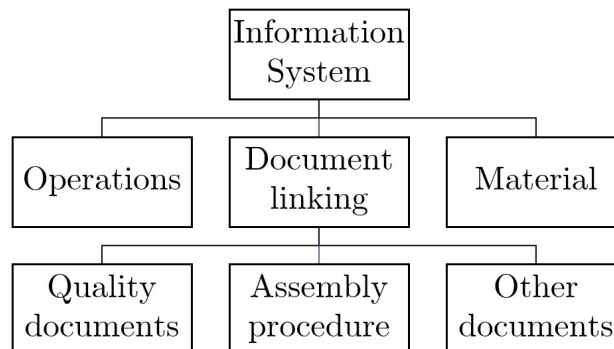 Information
System
Operations
Document
linking
Material
Quality
documents
Assembly
procedure
Other
documents